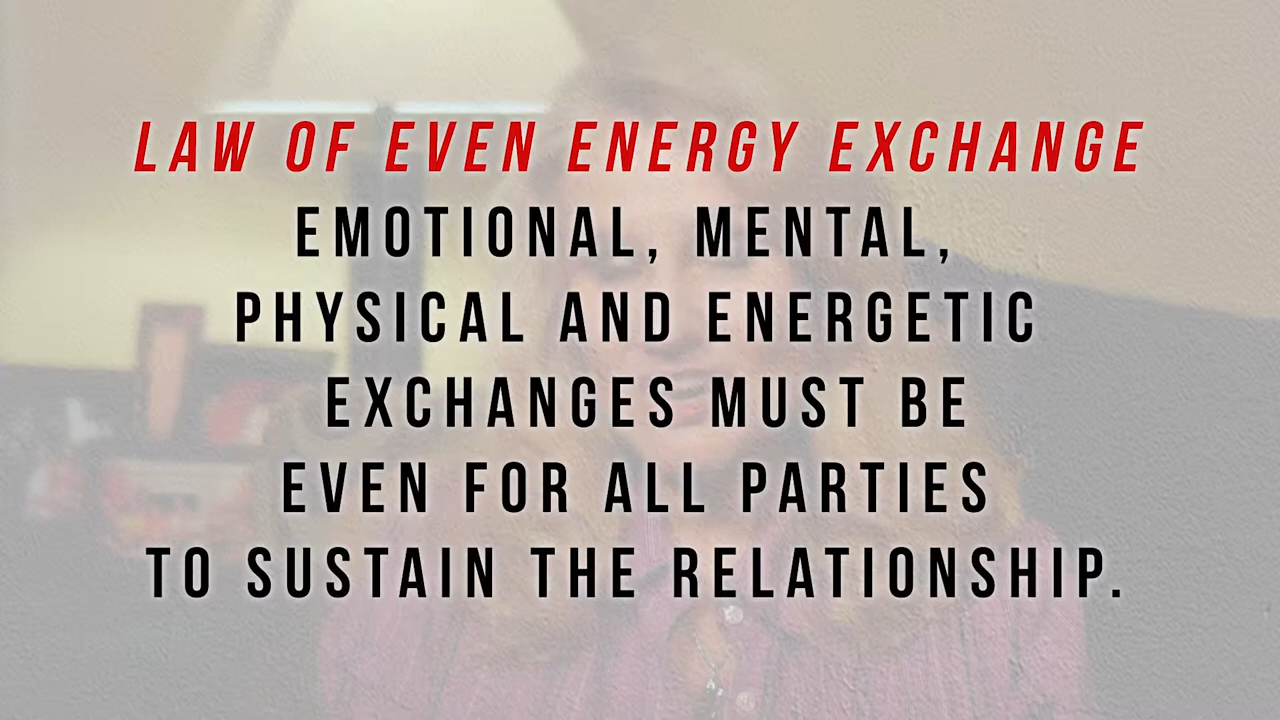 LAW OF EVEN ENERGY EXCHANGE
EMOTIONAL, MENTAL,
PHYSICAL AND ENERGETIC
EXCHANGES MUST BE
EVEN FOR ALL PARTIES
TO SUSTAIN THE RELATIONSHIP.